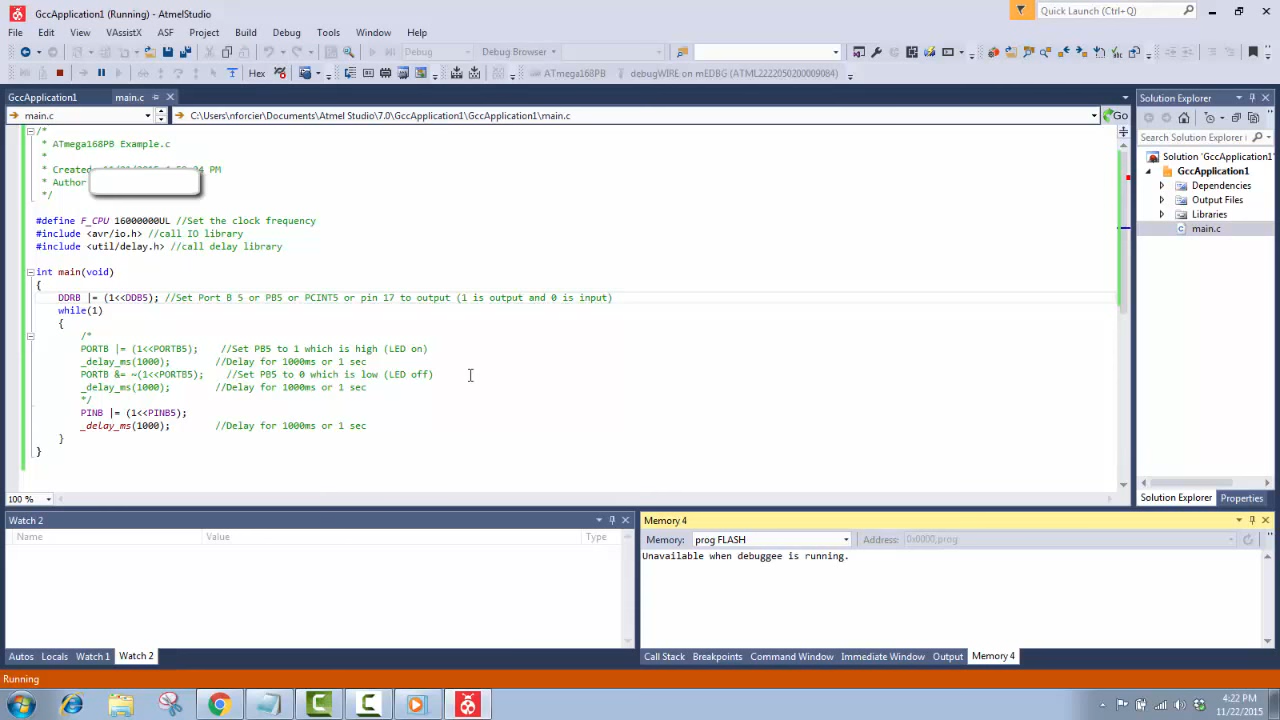 GccApplication1 (Running) - AtmelStudio
Quick Launch (Ctrl+Q)
File Edit View VAssistX ASF Project Build Debug Tools Window Help
Debug Debug Browser
Hex ATmega168PB debugWIRE on mEDBG (ATML2222050200009084)
GccApplication1 main.c
main.c C:\Users\nforcier\Documents\Atmel Studio\7.0\GccApplication1\GccApplication1\main.c Go
/*
* ATmega168PB Example.c
*
* Created: PM
* Author
*/
#define F_CPU 16000000UL //Set the clock frequency
#include <avr/io.h> //call IO library
#include <util/delay.h> //call delay library
int main(void)
{
DDRB |= (1<<DDB5); //Set Port B 5 or PB5 or PCINT5 or pin 17 to output (1 is output and 0 is input)
while(1)
{
/*
PORTB |= (1<<PORTB5); //Set PB5 to 1 which is high (LED on)
_delay_ms(1000); //Delay for 1000ms or 1 sec
PORTB &= ~(1<<PORTB5); //Set PB5 to 0 which is low (LED off)
_delay_ms(1000); //Delay for 1000ms or 1 sec
*/
PINB |= (1<<PINB5);
_delay_ms(1000); //Delay for 1000ms or 1 sec
}
}
100 %
Solution Explorer
Search Solution Explorer
Solution 'GccApplication1'
GccApplication1
Dependencies
Output Files
Libraries
main.c
Solution Explorer Properties
Watch 2
Name Value Type
Autos Locals Watch 1 Watch 2
Memory 4
Memory: prog FLASH Address: 0x0000,prog
Unavailable when debuggee is running.
Call Stack Breakpoints Command Window Immediate Window Output Memory 4
Running
4:22 PM
11/22/2015